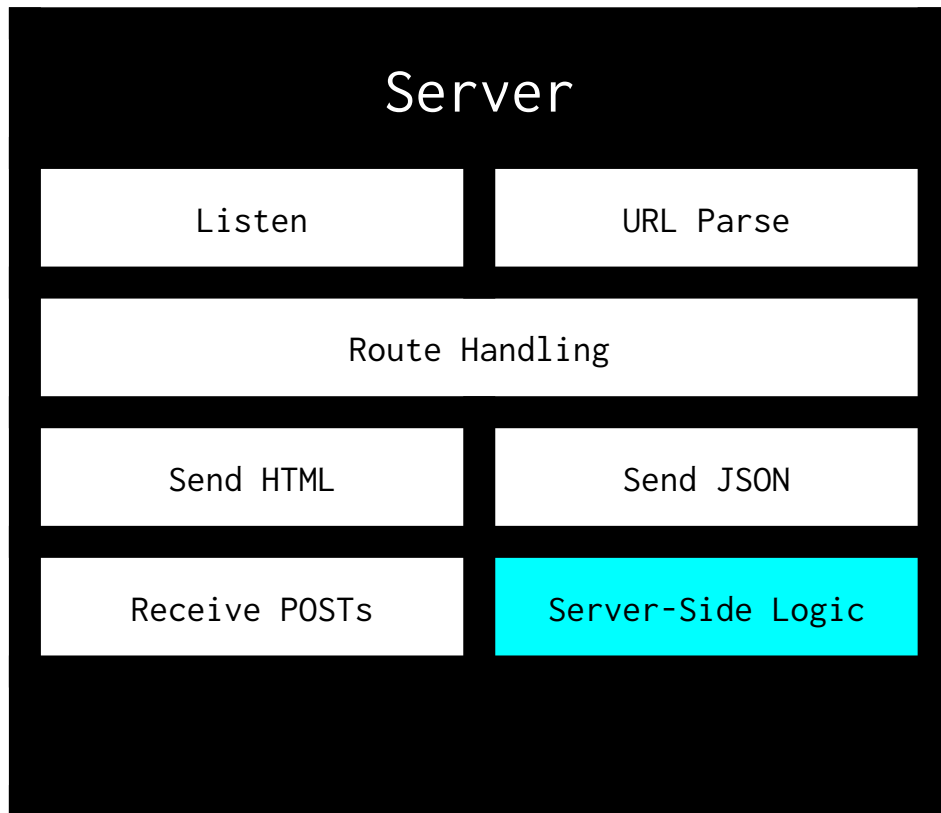 Server
Listen
URL Parse
Route Handling
Send HTML
Send JSON
Receive POSTs
Server-Side Logic